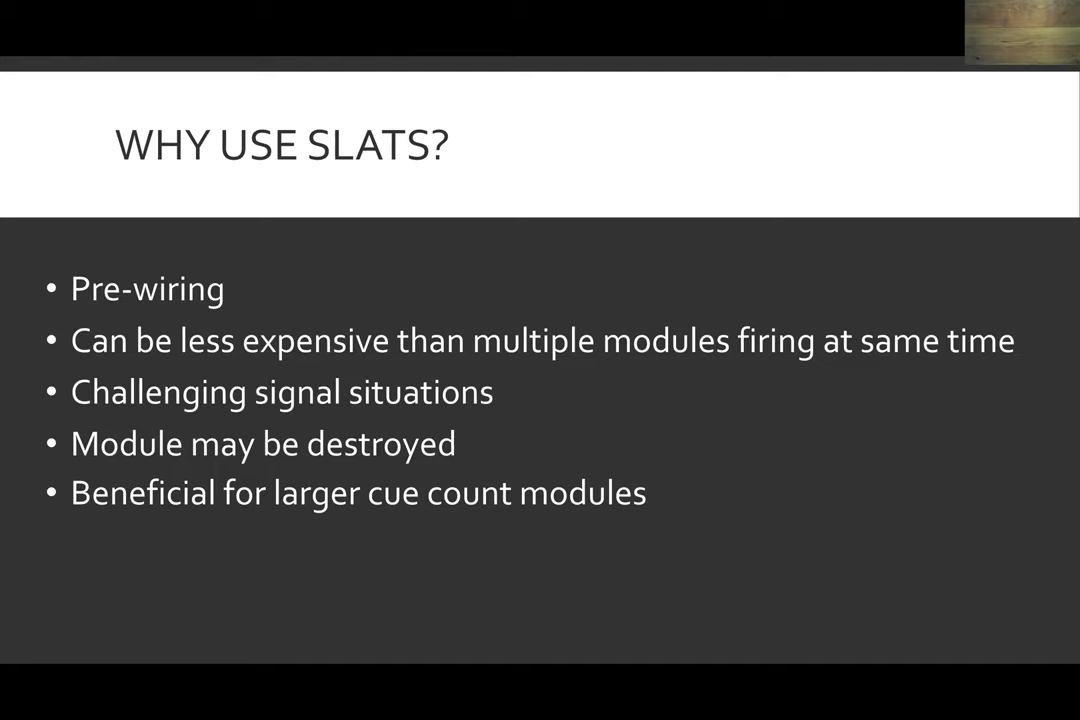 WHY USE SLATS?
• Pre-wiring
• Can be less expensive than multiple modules firing at same time
• Challenging signal situations
• Module may be destroyed
• Beneficial for larger cue count modules